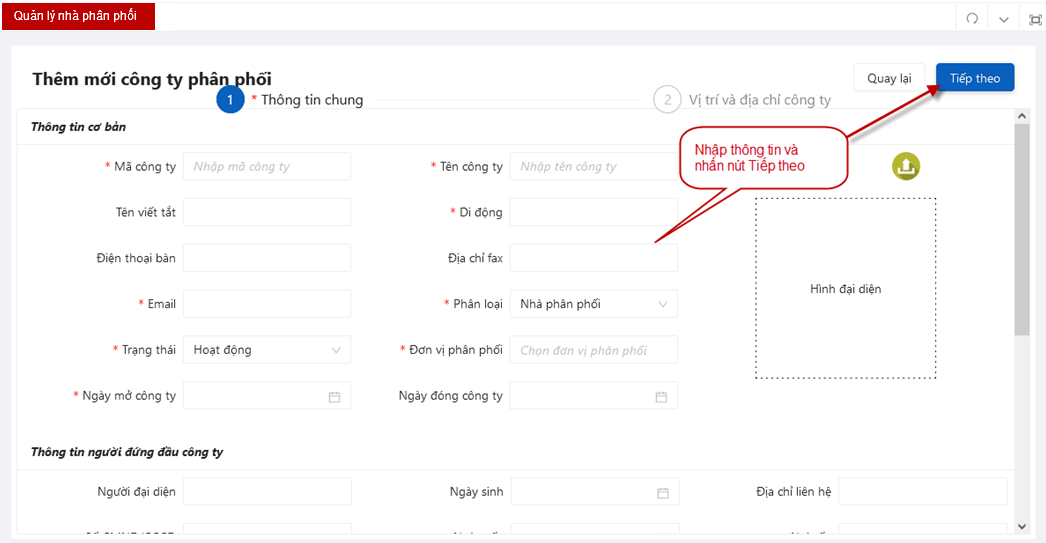 Quản lý nhà phân phối
Thêm mới công ty phân phối
Quay lại
Tiếp theo
1 * Thông tin chung
2 Vị trí và địa chỉ công ty
Thông tin cơ bản
Nhập thông tin và
nhấn nút Tiếp theo
* Mã công ty Nhập mã công ty * Tên công ty Nhập tên công ty
Tên viết tắt * Di động
Điện thoại bàn Địa chỉ fax
Hình đại diện
* Email * Phân loại Nhà phân phối
* Trạng thái Hoạt động * Đơn vị phân phối Chọn đơn vị phân phối
* Ngày mở công ty Ngày đóng công ty
Thông tin người đứng đầu công ty
Người đại diện Ngày sinh Địa chỉ liên hệ